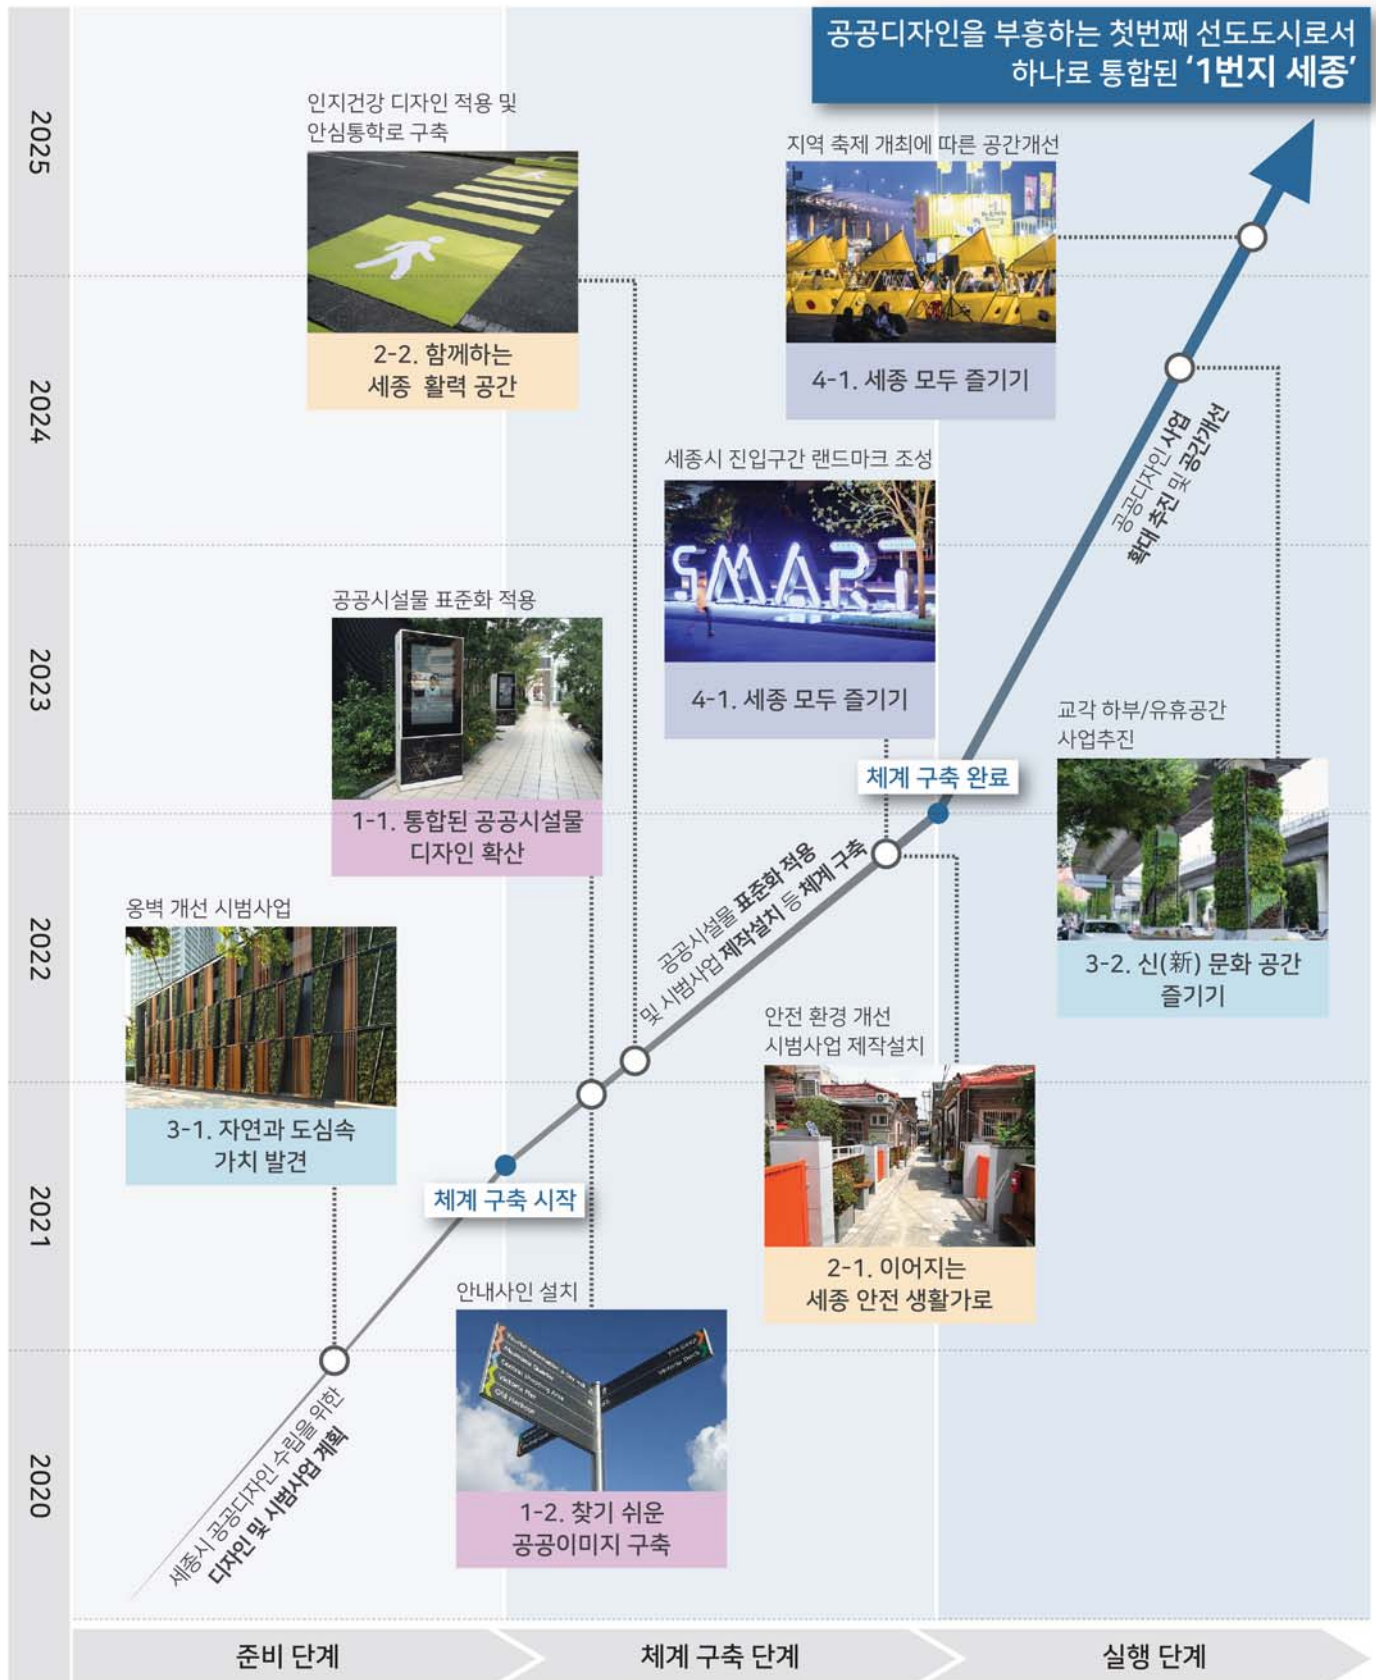 공공디자인을 부흥하는 첫번째 선도도시로서
하나로 통합된 ‘1번지 세종’
2025
2024
2023
2022
2021
2020
인지건강 디자인 적용 및
안심통학로 구축
2-2. 함께하는
세종 활력 공간
지역 축제 개최에 따른 공간개선
4-1. 세종 모두 즐기기
공공디자인 사업
확대 추진 및 공간개선
세종시 진입구간 랜드마크 조성
SMART
4-1. 세종 모두 즐기기
공공시설물 표준화 적용
1-1. 통합된 공공시설물
디자인 확산
교각 하부/유휴공간
사업추진
3-2. 신(新) 문화 공간
즐기기
체계 구축 완료
공공시설물 표준화 적용
및 시범사업 제작설치 등 체계 구축
옹벽 개선 시범사업
3-1. 자연과 도심속
가치 발견
안전 환경 개선
시범사업 제작설치
2-1. 이어지는
세종 안전 생활가로
체계 구축 시작
안내사인 설치
1-2. 찾기 쉬운
공공이미지 구축
세종시 공공디자인 수립을 위한
디자인 및 시범사업 계획
준비 단계
체계 구축 단계
실행 단계